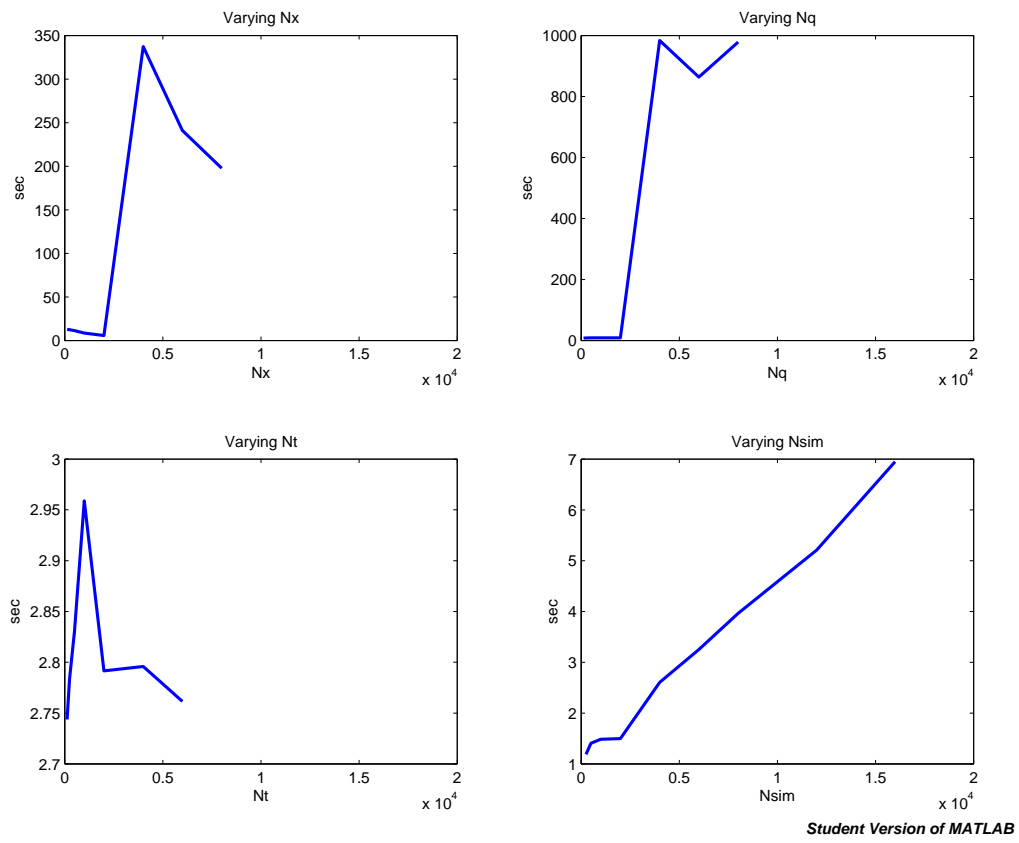 Varying Nx
350
300
250
200
150
100
50
0
sec
0 0.5 1 1.5 2
Nx
x 10^4
Varying Nq
1000
800
600
400
200
0
sec
0 0.5 1 1.5 2
Nq
x 10^4
Varying Nt
3
2.95
2.9
2.85
2.8
2.75
2.7
sec
0 0.5 1 1.5 2
Nt
x 10^4
Varying Nsim
7
6
5
4
3
2
1
sec
0 0.5 1 1.5 2
Nsim
x 10^4
Student Version of MATLAB